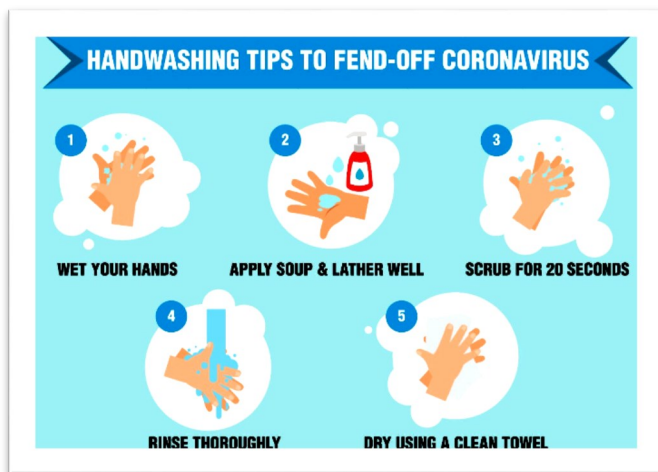 HANDWASHING TIPS TO FEND-OFF CORONAVIRUS
1
WET YOUR HANDS
2
APPLY SOUP & LATHER WELL
3
SCRUB FOR 20 SECONDS
4
RINSE THOROUGHLY
5
DRY USING A CLEAN TOWEL